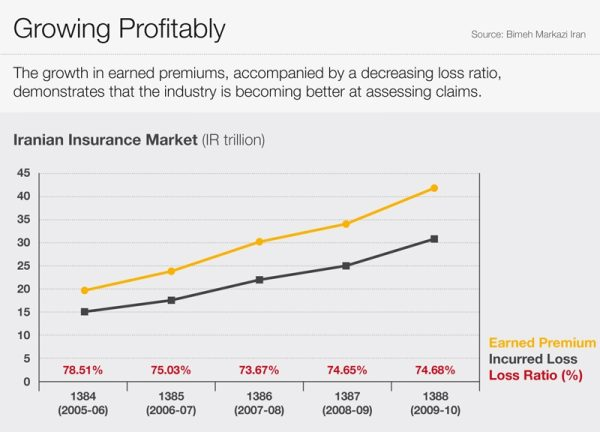 Growing Profitably
Source: Bimeh Markazi Iran
The growth in earned premiums, accompanied by a decreasing loss ratio,
demonstrates that the industry is becoming better at assessing claims.
Iranian Insurance Market (IR trillion)
45
40
35
30
25
20
15
10
5
0
78.51% 75.03% 73.67% 74.65% 74.68%
1384 1385 1386 1387 1388
(2005-06) (2006-07) (2007-08) (2008-09) (2009-10)
Earned Premium
Incurred Loss
Loss Ratio (%)